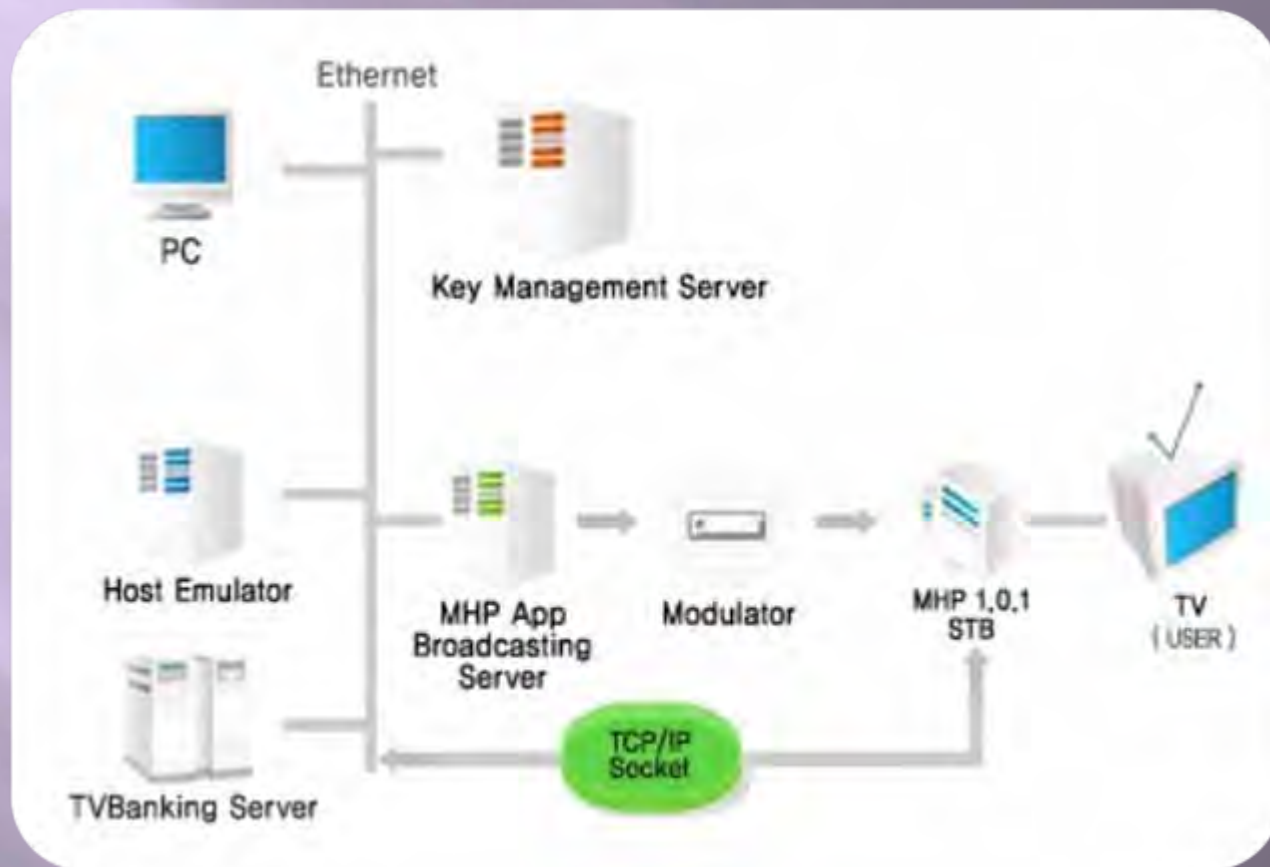 Ethernet
PC
Key Management Server
Host Emulator
MHP App
Broadcasting
Server
Modulator
MHP 1.0.1
STB
TV
( USER )
TCP/IP
Socket
TVBanking Server